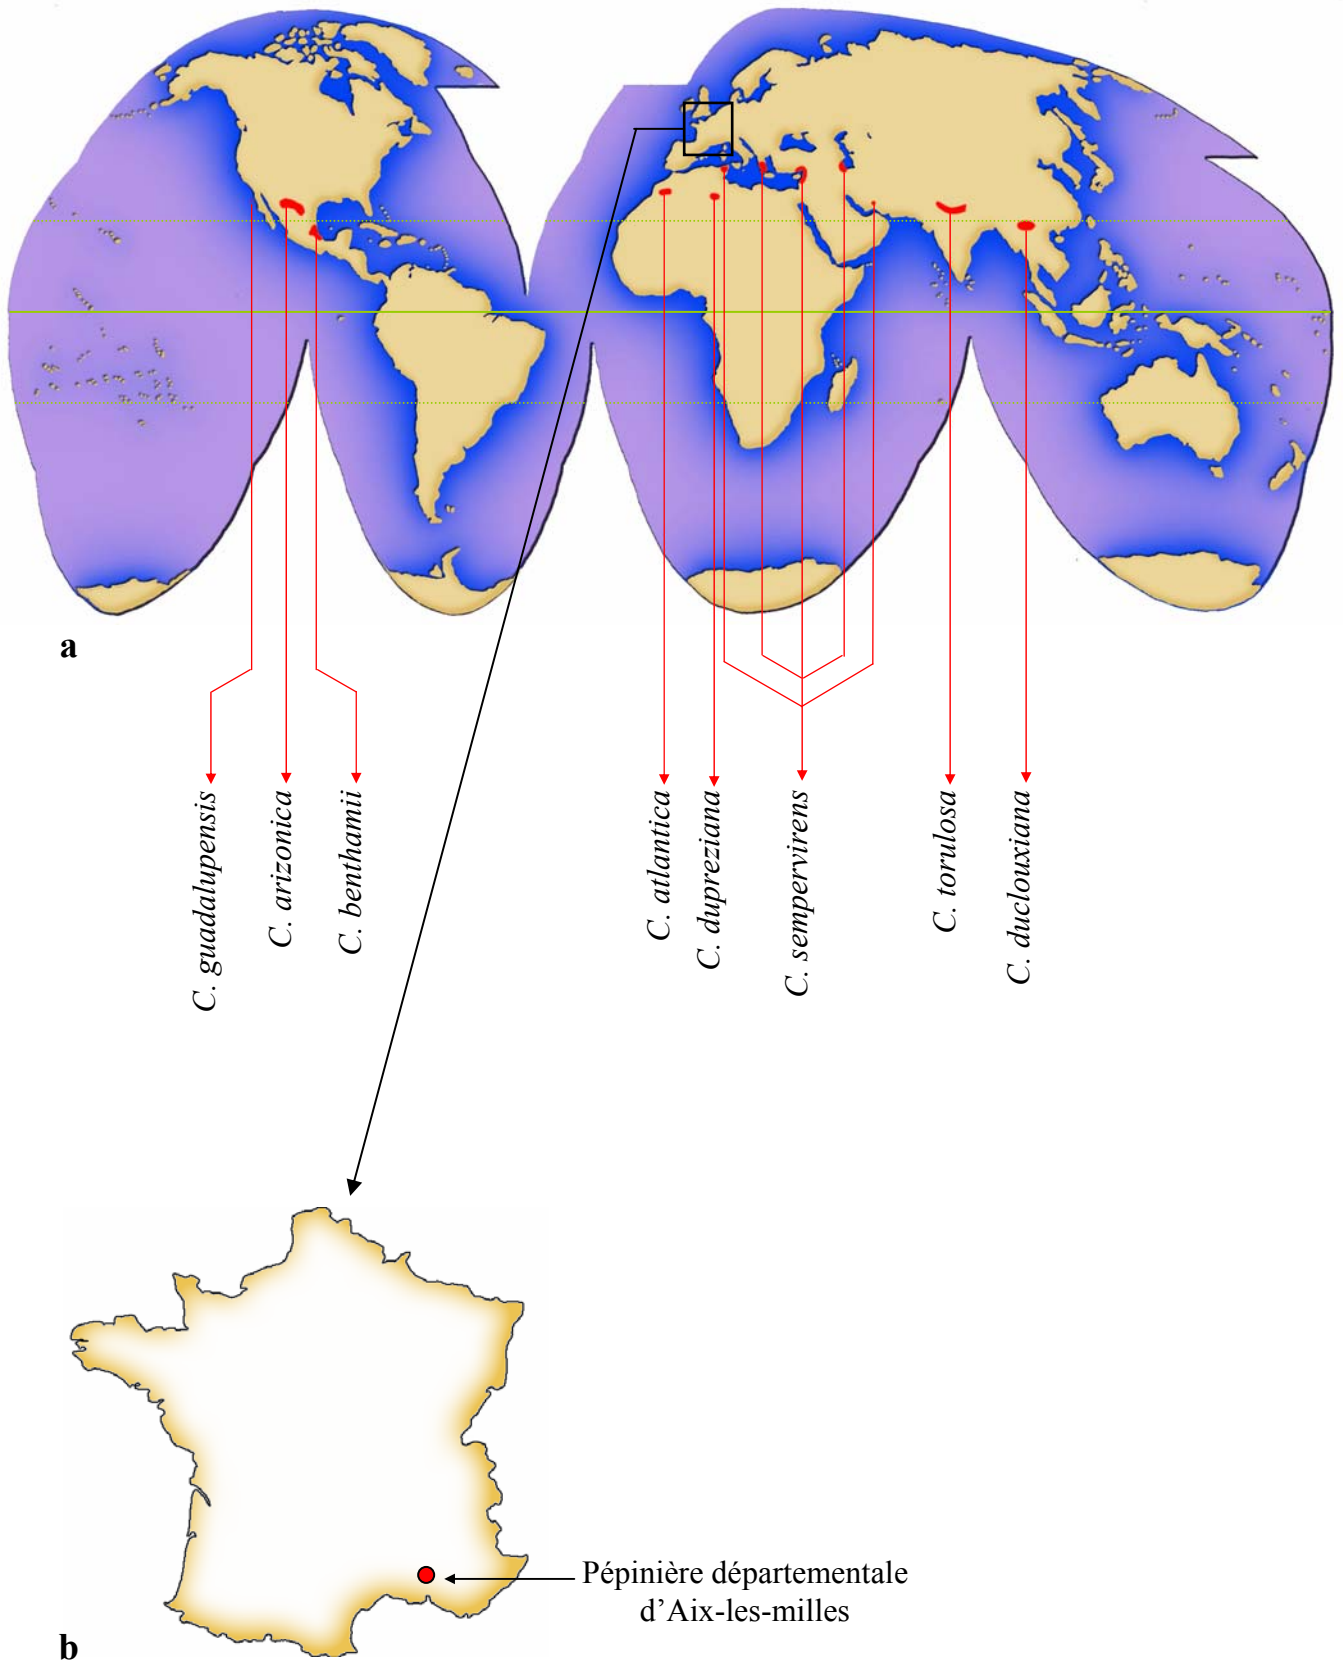 a
C. guadalupensis
C. arizonica
C. benthamii
C. atlantica
C. dupreziana
C. sempervirens
C. torulosa
C. duclouxiana
Pépinière départementale
d’Aix-les-milles
b